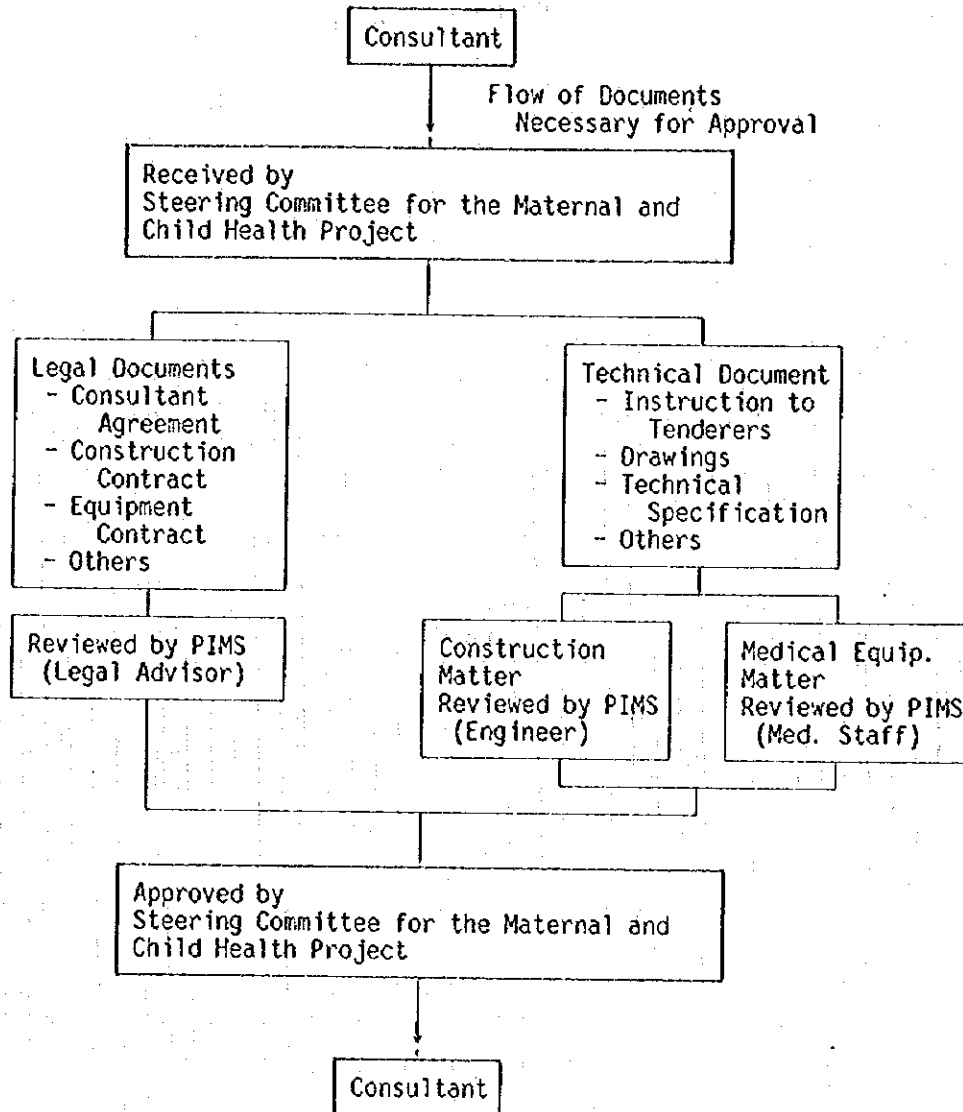 Consultant
Flow of Documents
Necessary for Approval
Received by
Steering Committee for the Maternal and
Child Health Project
Legal Documents
- Consultant
Agreement
- Construction
Contract
- Equipment
Contract
- Others
Technical Document
- Instruction to
Tenderers
- Drawings
- Technical
Specification
- Others
Reviewed by PIMS
(Legal Advisor)
Construction
Matter
Reviewed by PIMS
(Engineer)
Medical Equip.
Matter
Reviewed by PIMS
(Med. Staff)
Approved by
Steering Committee for the Maternal and
Child Health Project
Consultant